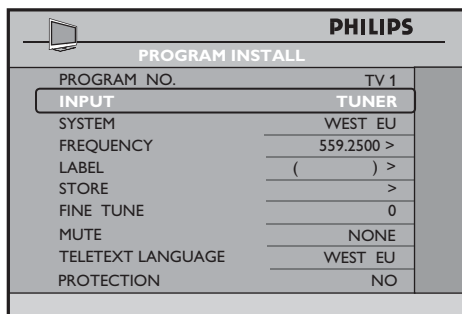 PHILIPS
PROGRAM INSTALL
PROGRAM NO. TV 1
INPUT TUNER
SYSTEM WEST EU
FREQUENCY 559.2500 >
LABEL ( ) >
STORE >
FINE TUNE 0
MUTE NONE
TELETEXT LANGUAGE WEST EU
PROTECTION NO